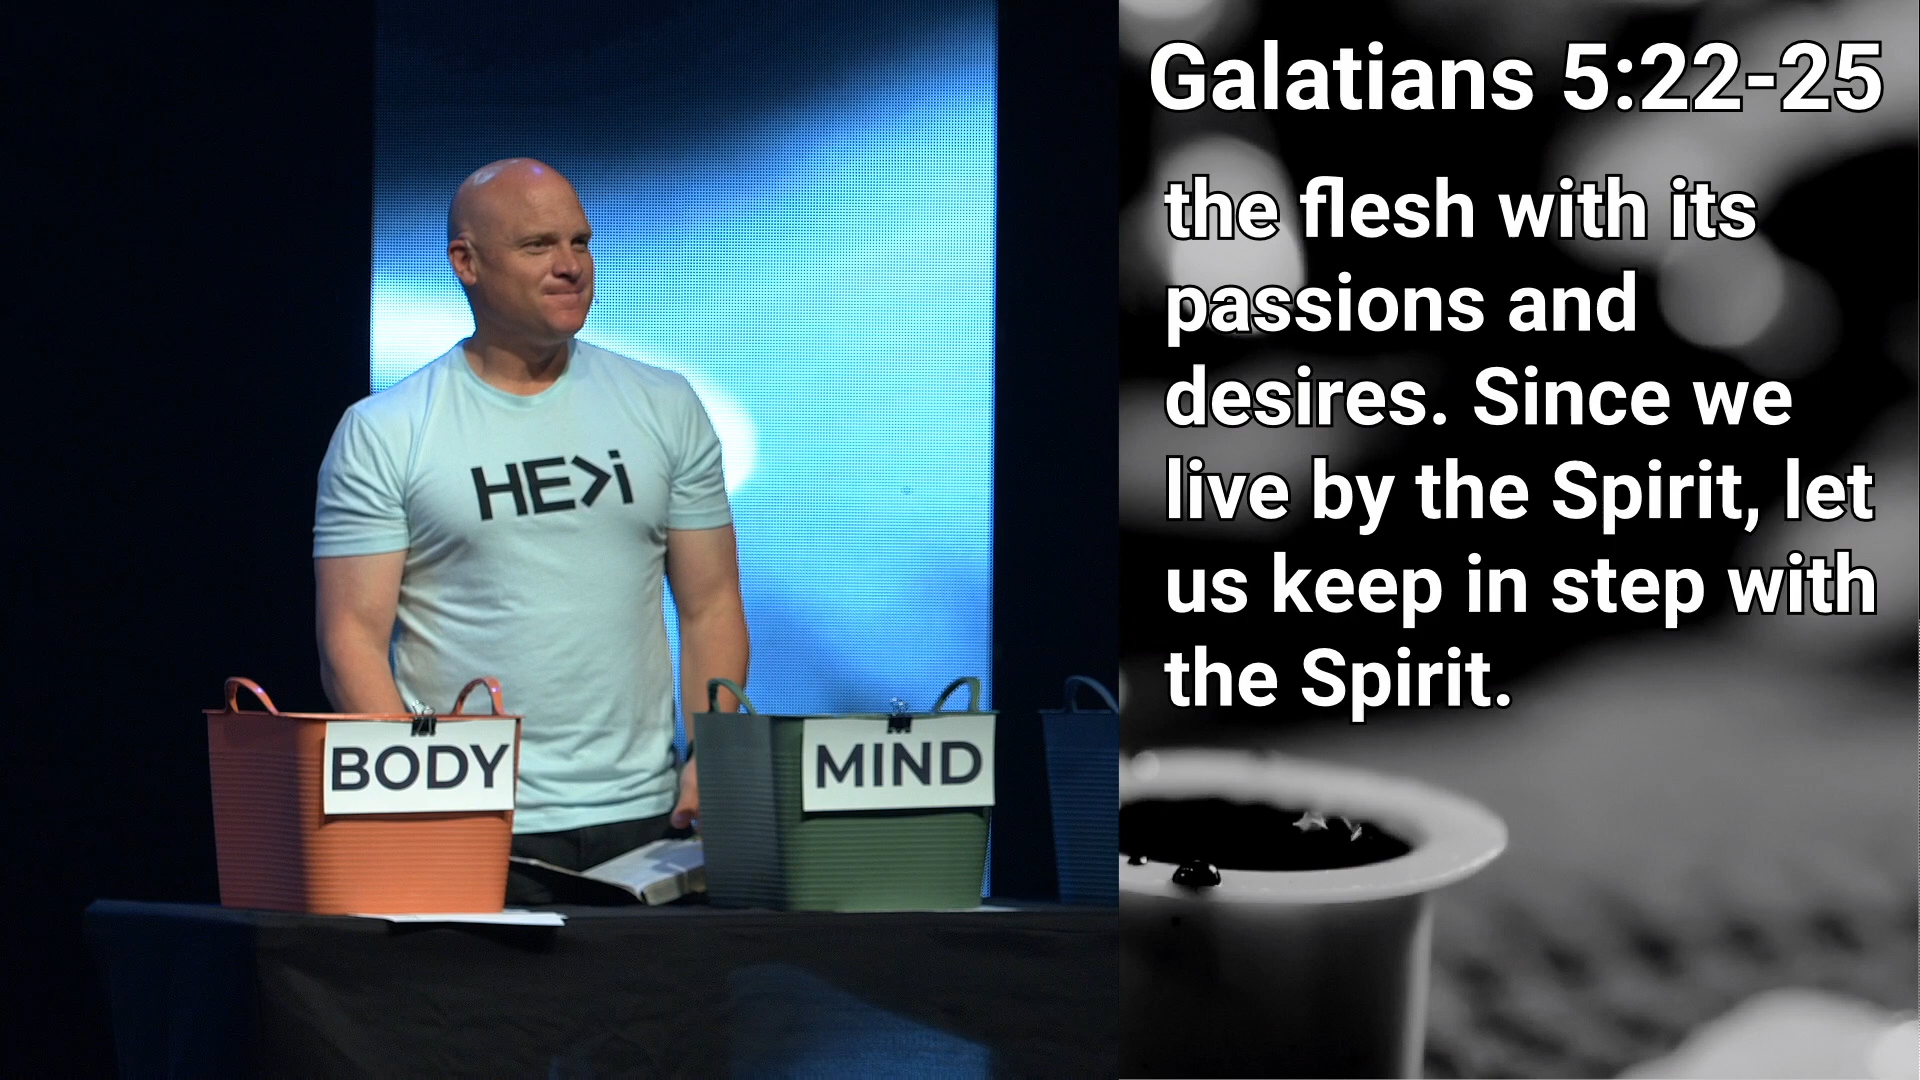 HE>i
BODY
MIND
Galatians 5:22-25
the flesh with its
passions and
desires. Since we
live by the Spirit, let
us keep in step with
the Spirit.